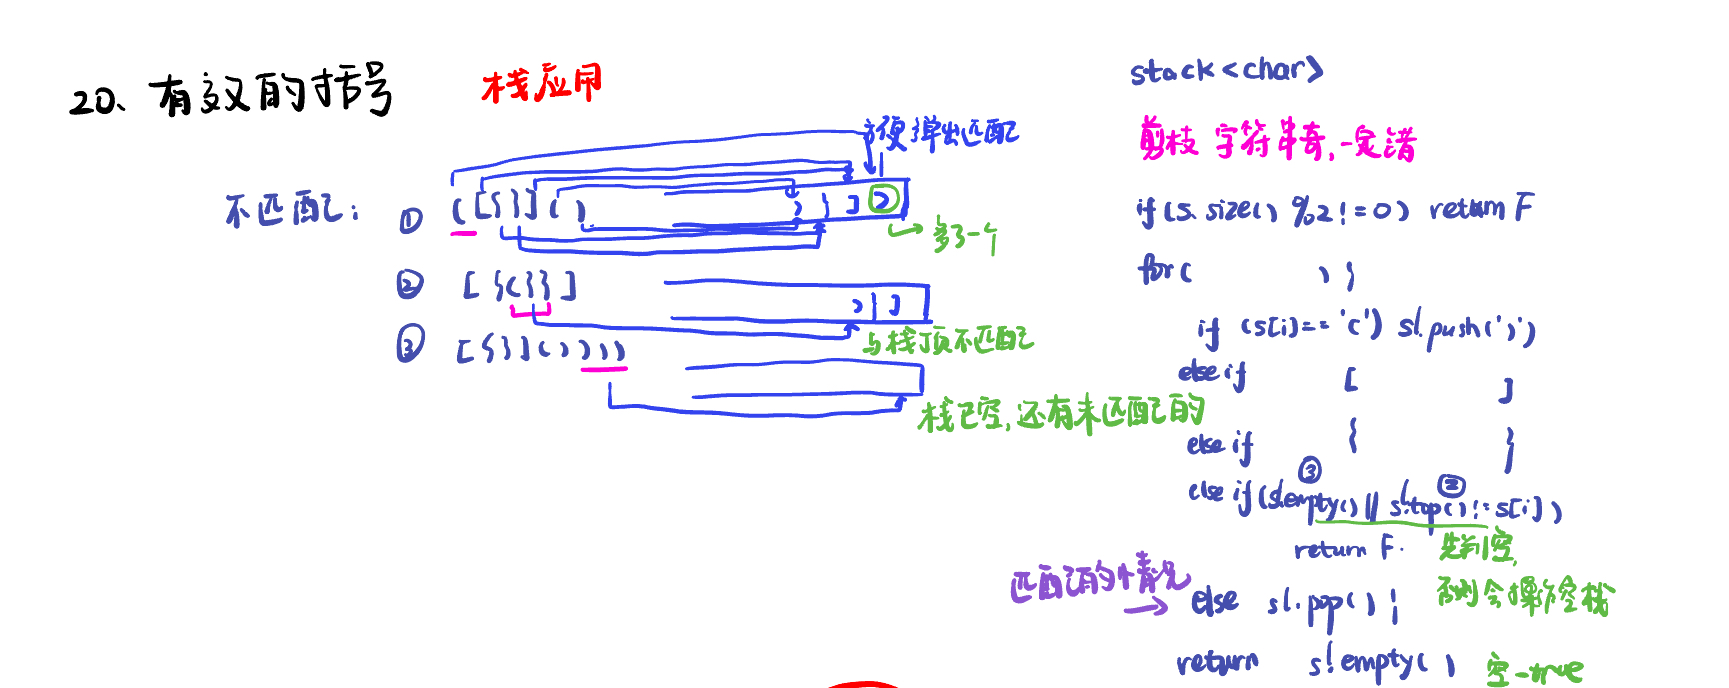 20、有效的括号
栈应用
方便弹出匹配
不匹配:
① ([{}]()
) } ] )
多了一个
② [{(}}]
) } ]
与栈顶不匹配
③ [{}]())))
栈已空,还有未匹配的
stack<char>
剪枝 字符串奇,一定错
if(s.size() %2!=0) return F
for( ) {
if (s[i]=='(') st.push(')')
else if [ ]
else if { }
③ ②
else if(st.empty() || st.top()!=s[i])
return F.
先判空,
否则会操作空栈
匹配的情况
else st.pop();
return st.empty()
空-true